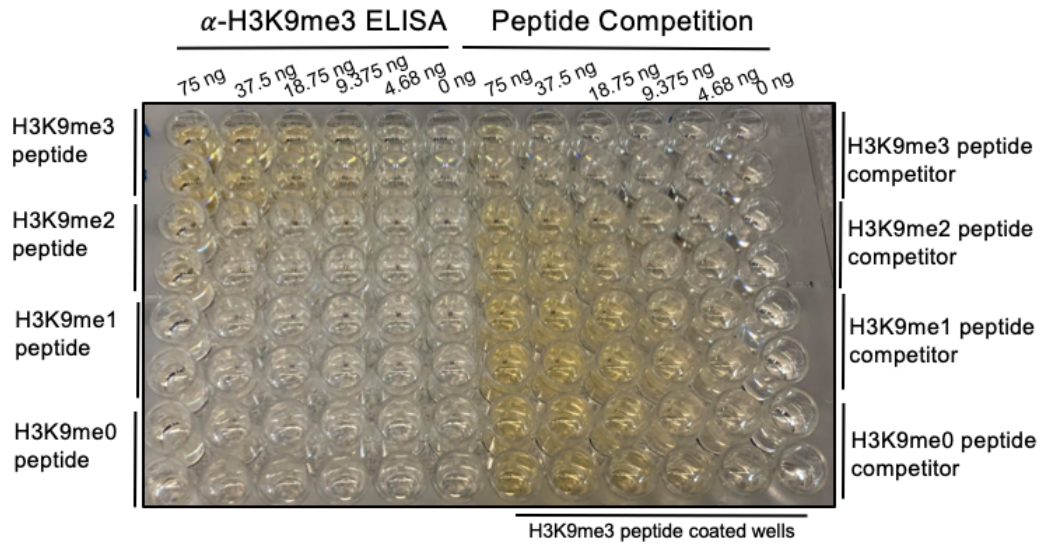 𝛼-H3K9me3 ELISA
Peptide Competition
75 ng
37.5 ng
18.75 ng
9.375 ng
4.68 ng
0 ng
75 ng
37.5 ng
18.75 ng
9.375 ng
4.68 ng
0 ng
H3K9me3
peptide
H3K9me2
peptide
H3K9me1
peptide
H3K9me0
peptide
H3K9me3 peptide
competitor
H3K9me2 peptide
competitor
H3K9me1 peptide
competitor
H3K9me0 peptide
competitor
H3K9me3 peptide coated wells